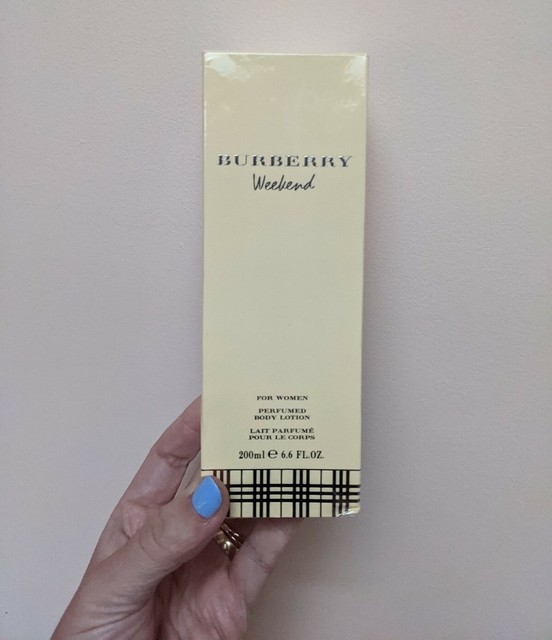 BURBERRY
Weekend
FOR WOMEN
PERFUMED
BODY LOTION
LAIT PARFUMÉ
POUR LE CORPS
200ml ℮ 6.6 FL.OZ.